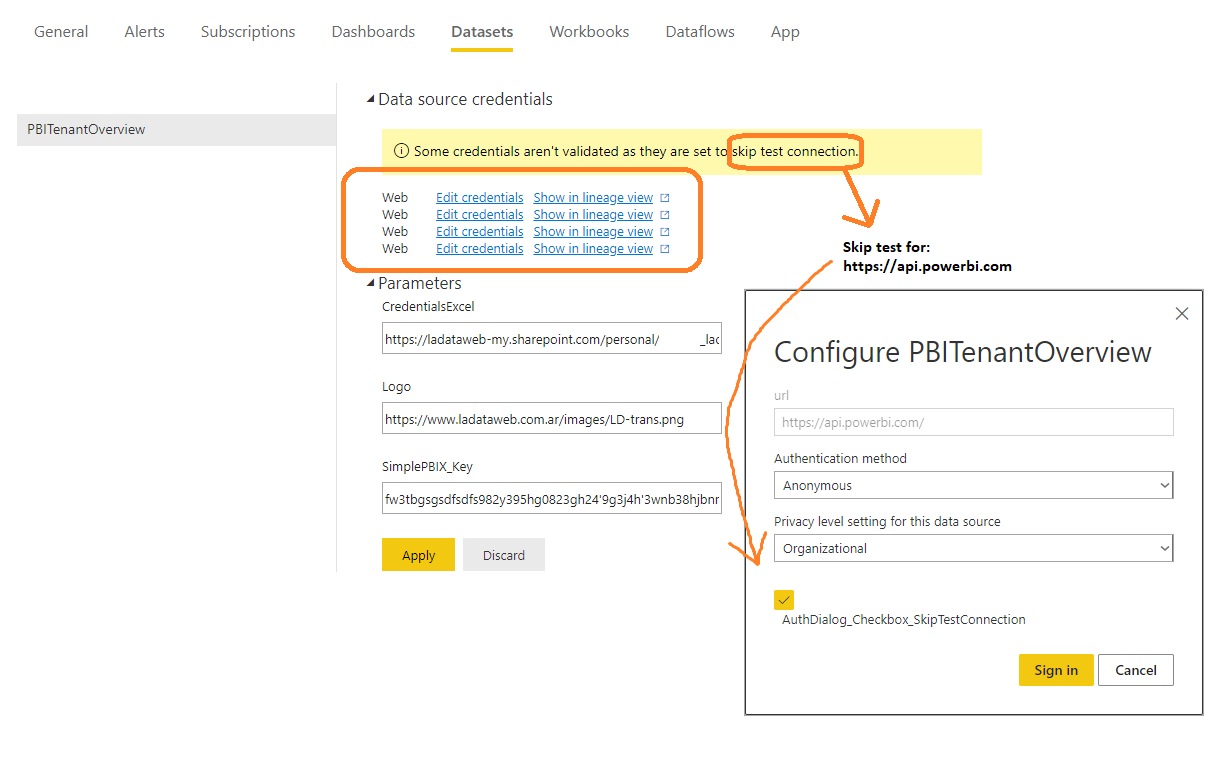 General Alerts Subscriptions Dashboards Datasets Workbooks Dataflows App
PBITenantOverview
Data source credentials
Some credentials aren't validated as they are set to skip test connection.
Web Edit credentials Show in lineage view
Web Edit credentials Show in lineage view
Web Edit credentials Show in lineage view
Web Edit credentials Show in lineage view
Parameters
CredentialsExcel
https://ladataweb-my.sharepoint.com/personal/ _lac
Logo
https://www.ladataweb.com.ar/images/LD-trans.png
SimplePBIX_Key
fw3tbgsgsdfsdfs982y395hg0823gh24'9g3j4h'3wnb38hjbnr
Apply Discard
Skip test for:
https://api.powerbi.com
Configure PBITenantOverview
url
https://api.powerbi.com/
Authentication method
Anonymous
Privacy level setting for this data source
Organizational
AuthDialog_Checkbox_SkipTestConnection
Sign in Cancel